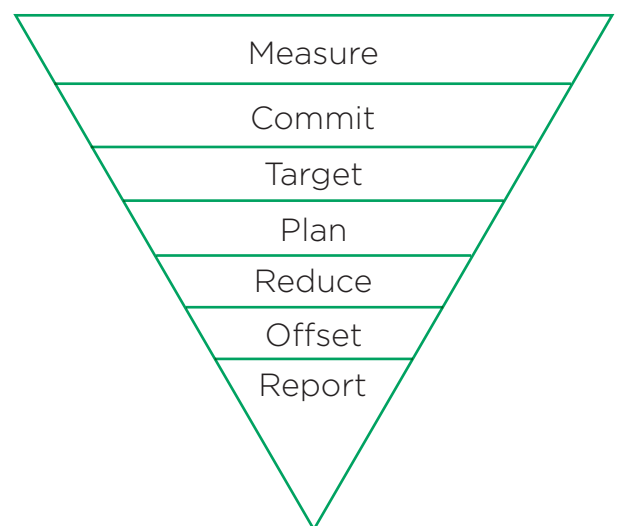 Measure
Commit
Target
Plan
Reduce
Offset
Report